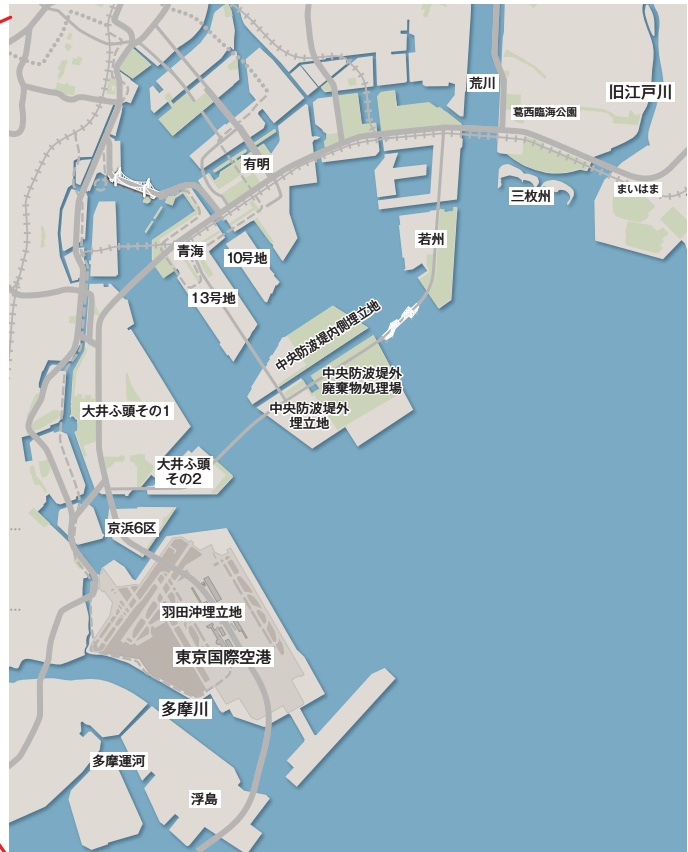 荒川
旧江戸川
葛西臨海公園
有明
三枚州
まいはま
若州
青海
10号地
13号地
中央防波堤内側埋立地
中央防波堤外
廃棄物処理場
中央防波堤外
埋立地
大井ふ頭その1
大井ふ頭
その2
京浜6区
羽田沖埋立地
東京国際空港
多摩川
多摩運河
浮島